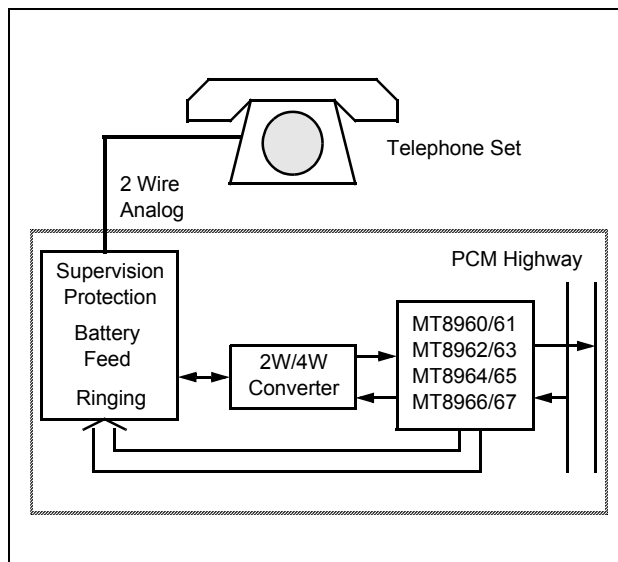 Telephone Set
2 Wire
Analog
PCM Highway
Supervision
Protection
Battery
Feed
Ringing
2W/4W
Converter
MT8960/61
MT8962/63
MT8964/65
MT8966/67